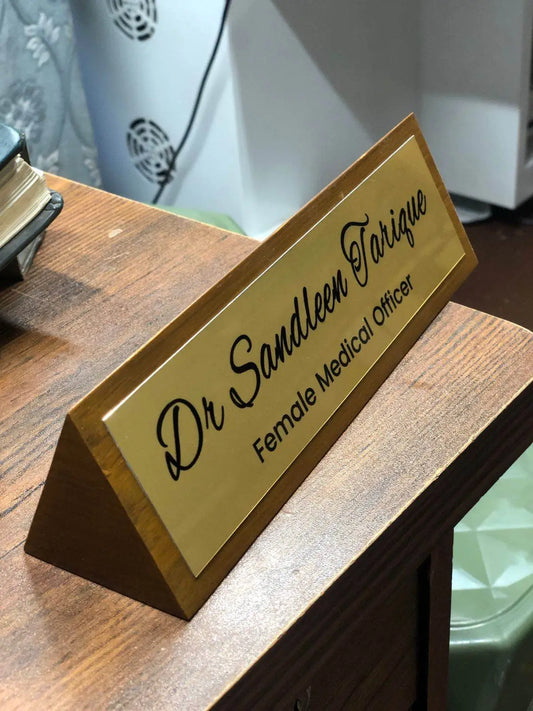 Dr Sandleen Tarique
Female Medical Officer